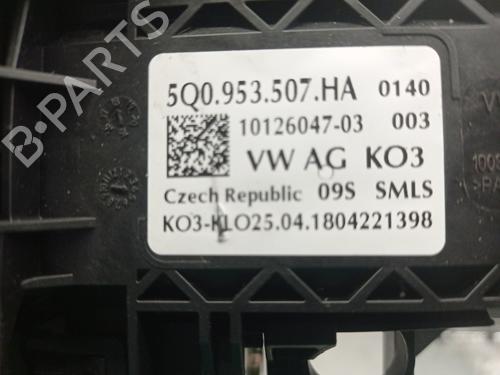 B-PARTS
5Q0.953.507.HA 0140
10126047-03 003
VW AG KO3
Czech Republic 09S SMLS
KO3-KLO25.04.1804221398